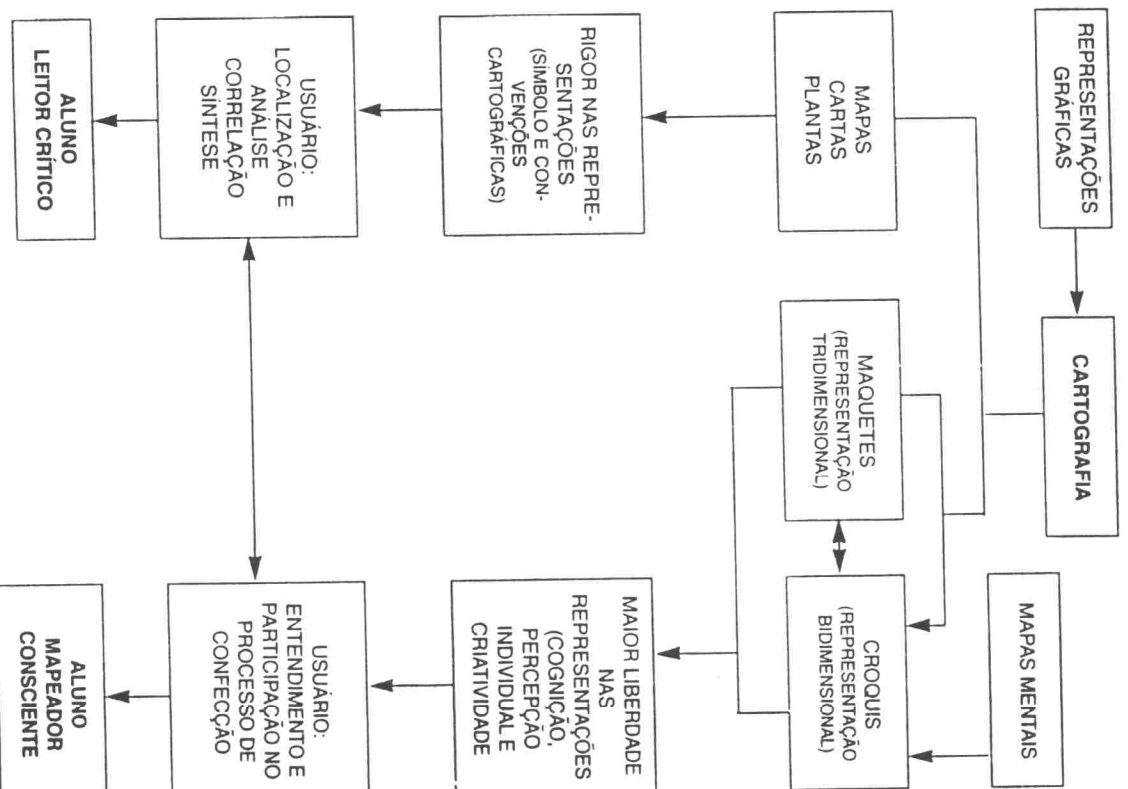 REPRESENTAÇÕES
GRÁFICAS
CARTOGRAFIA
MAPAS MENTAIS
MAPAS
CARTAS
PLANTAS
MAQUETES
(REPRESENTAÇÃO
TRIDIMENSIONAL)
CROQUIS
(REPRESENTAÇÃO
BIDIMENSIONAL)
RIGOR NAS REPRE-
SENTAÇÕES
(SÍMBOLO E CON-
VENÇÕES
CARTOGRÁFICAS)
MAIOR LIBERDADE
NAS
REPRESENTAÇÕES
(COGNIÇÃO,
PERCEPÇÃO
INDIVIDUAL E
CRIATIVIDADE
USUÁRIO:
LOCALIZAÇÃO E
ANÁLISE
CORRELAÇÃO
SÍNTESE
USUÁRIO:
ENTENDIMENTO E
PARTICIPAÇÃO NO
PROCESSO DE
CONFECÇÃO
ALUNO
LEITOR CRÍTICO
ALUNO
MAPEADOR
CONSCIENTE